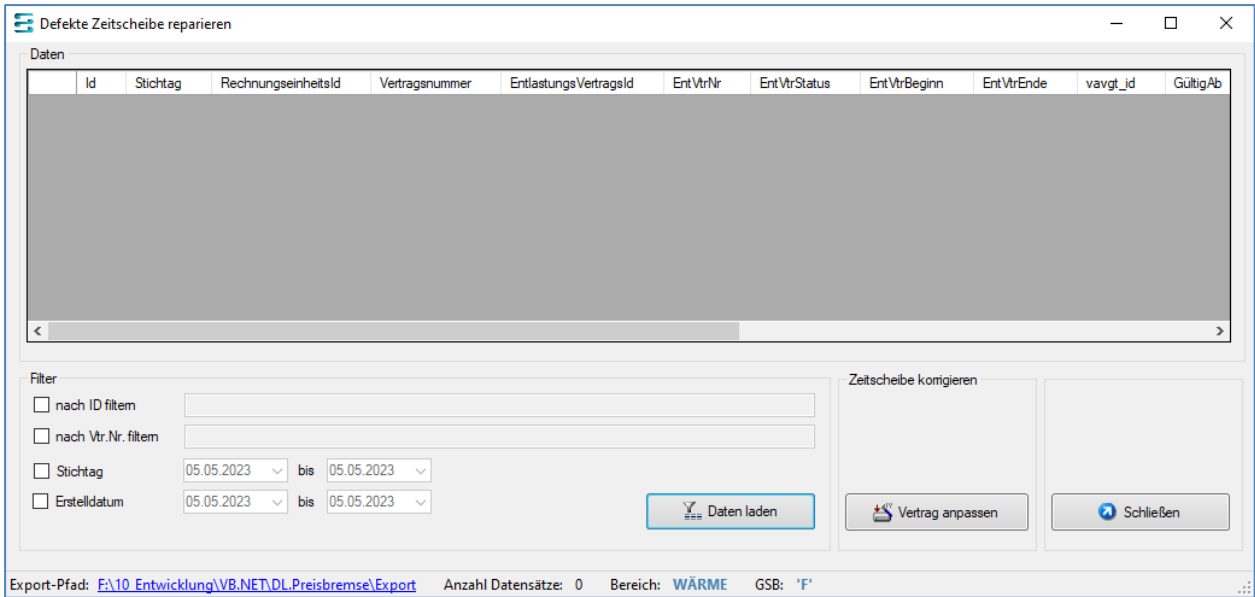 Defekte Zeitscheibe reparieren
Daten
Id Stichtag RechnungseinheitsId Vertragsnummer EntlastungsVertragsId EntVtrNr EntVtrStatus EntVtrBeginn EntVtrEnde vavgt_id GültigAb
Filter
Zeitscheibe korrigieren
nach ID filtern
nach Vtr.Nr. filtern
Stichtag 05.05.2023 bis 05.05.2023
Erstelldatum 05.05.2023 bis 05.05.2023
Daten laden
Vertrag anpassen
Schließen
Export-Pfad: F:\10_Entwicklung\VB.NET\DL.Preisbremse\Export Anzahl Datensätze: 0 Bereich: WÄRME GSB: 'F'